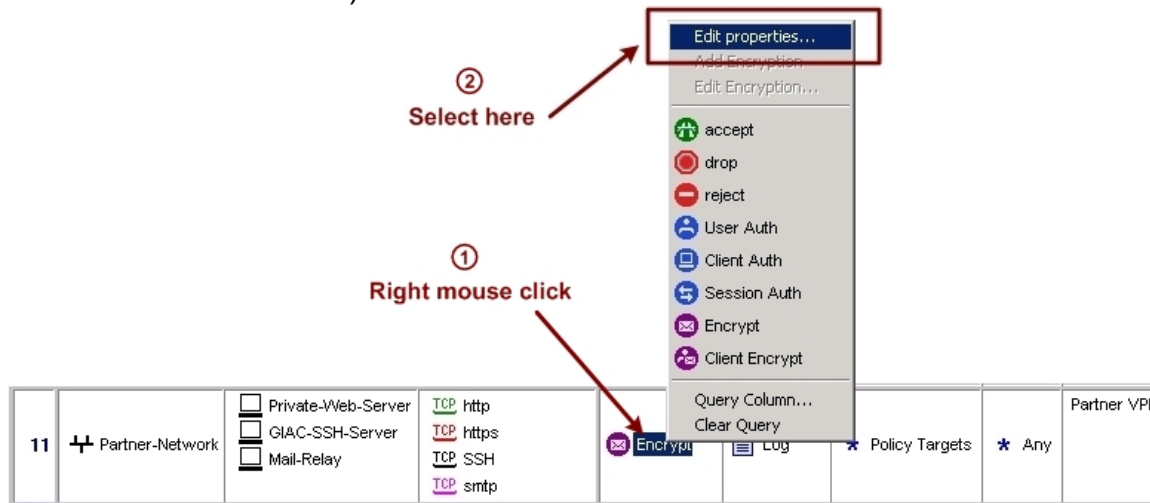 Edit properties...
Add Encryption
Edit Encryption...
②
Select here
accept
drop
reject
User Auth
Client Auth
①
Right mouse click
Session Auth
Encrypt
Client Encrypt
Query Column...
Clear Query
11
Partner-Network
Private-Web-Server
GIAC-SSH-Server
Mail-Relay
TCP http
TCP https
TCP SSH
TCP smtp
Encrypt
Log
* Policy Targets
* Any
Partner VP